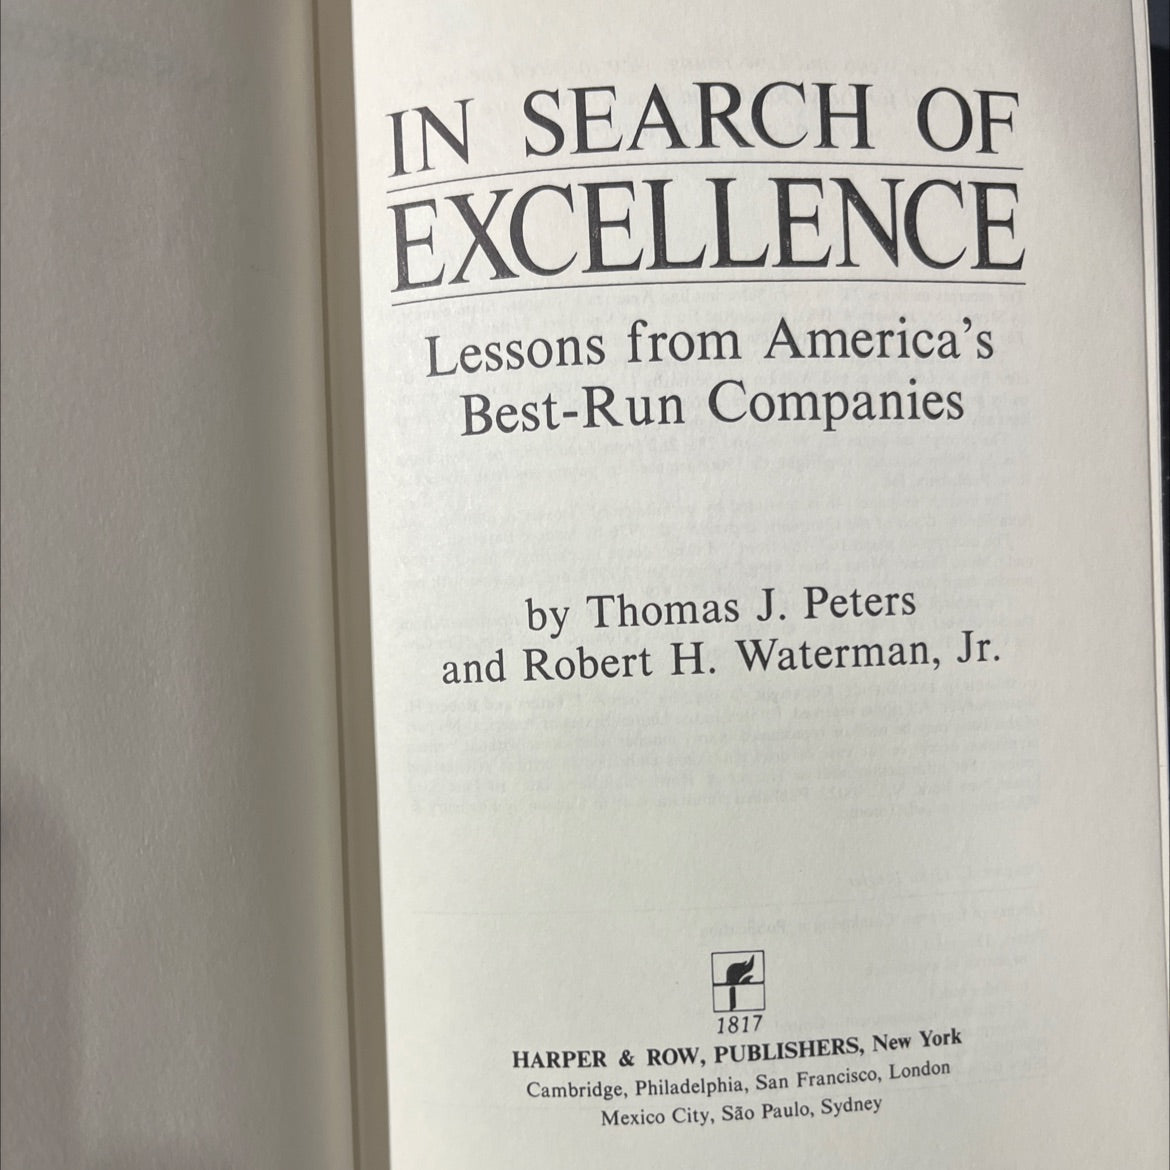 IN SEARCH OF
EXCELLENCE
Lessons from America's
Best-Run Companies
by Thomas J. Peters
and Robert H. Waterman, Jr.
1817
HARPER & ROW, PUBLISHERS, New York
Cambridge, Philadelphia, San Francisco, London
Mexico City, São Paulo, Sydney